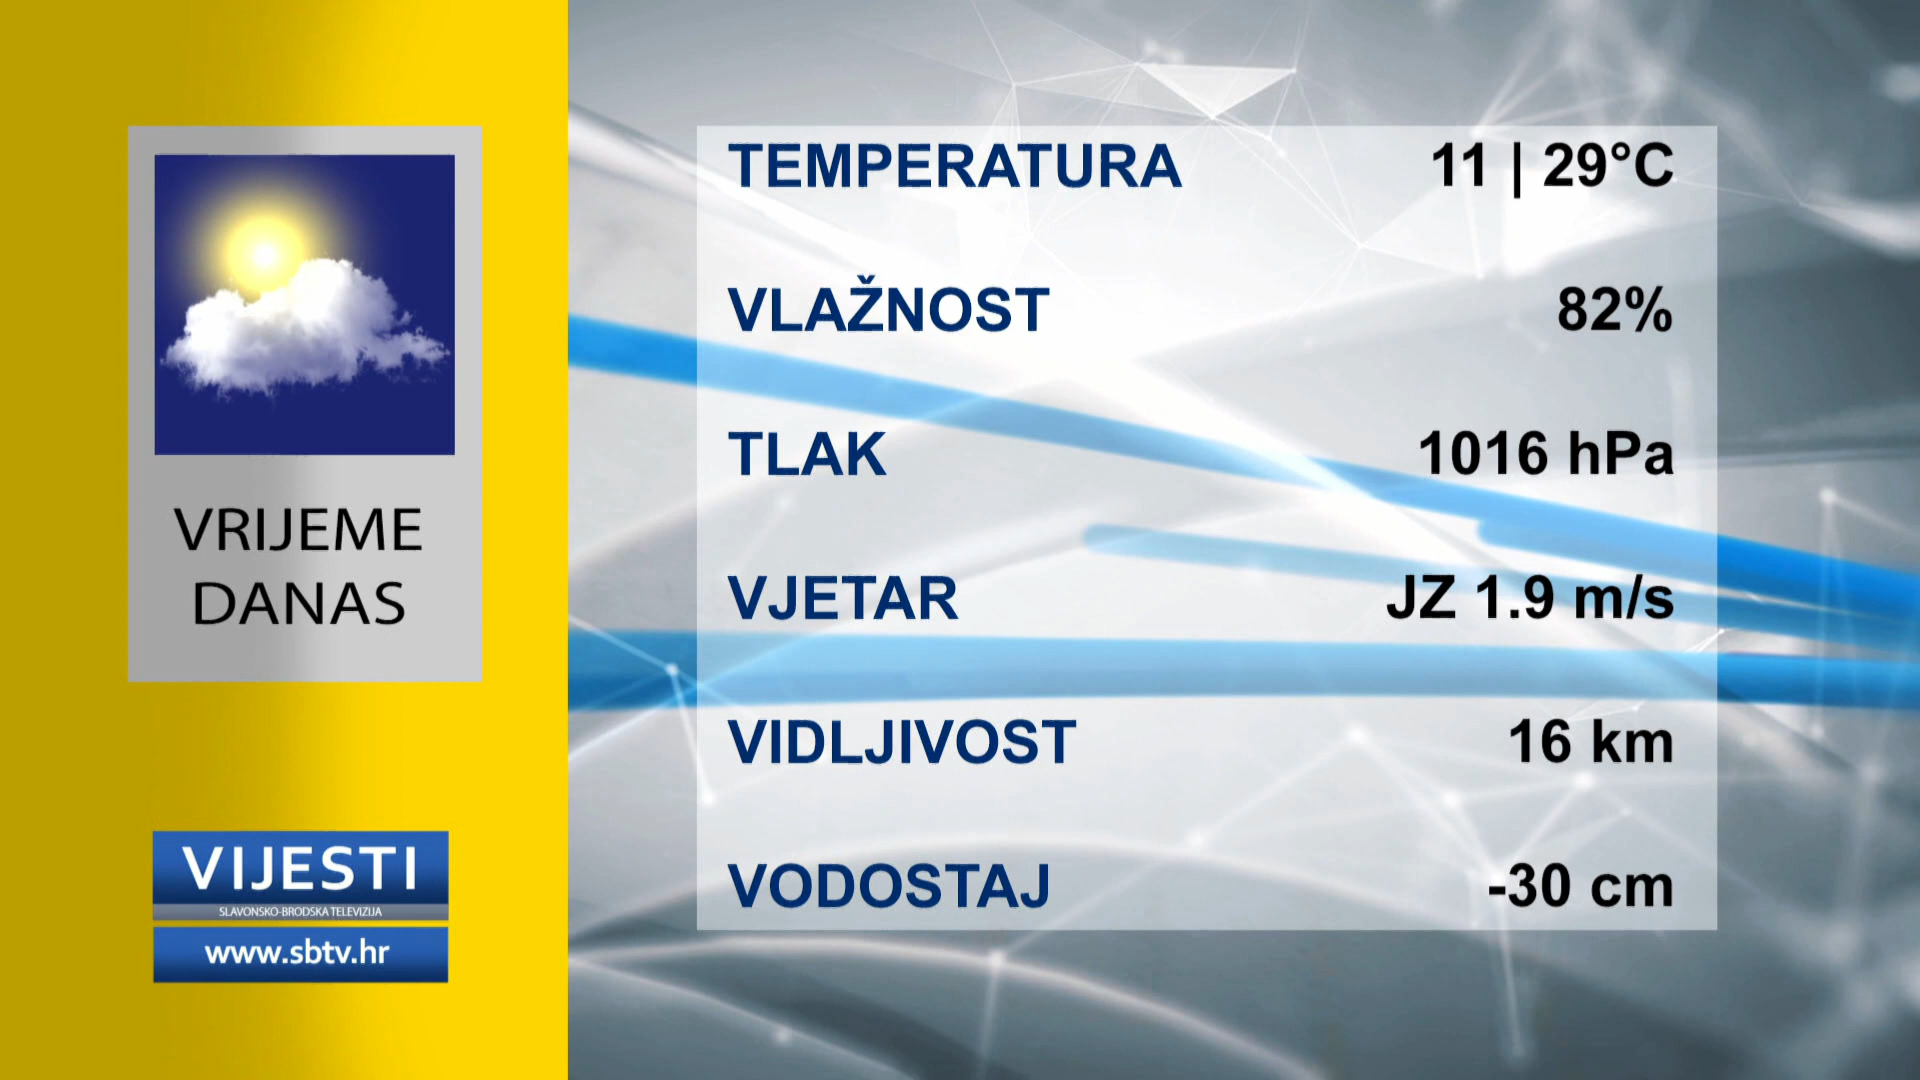 VRIJEME
DANAS
VIJESTI
SLAVONSKO-BRODSKA TELEVIZIJA
www.sbtv.hr
TEMPERATURA 11 | 29°C
VLAŽNOST 82%
TLAK 1016 hPa
VJETAR JZ 1.9 m/s
VIDLJIVOST 16 km
VODOSTAJ -30 cm